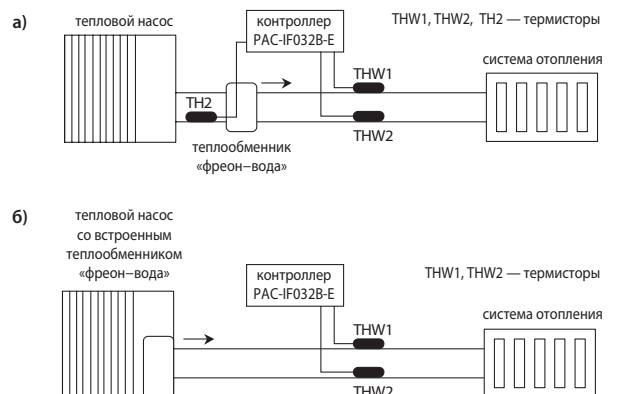 а)
тепловой насос
контроллер
PAC-IF032B-E
THW1, THW2, TH2 — термисторы
система отопления
THW1
TH2
THW2
теплообменник
«фреон–вода»
б)
тепловой насос
со встроенным
теплообменником
«фреон–вода»
контроллер
PAC-IF032B-E
THW1, THW2 — термисторы
система отопления
THW1
THW2